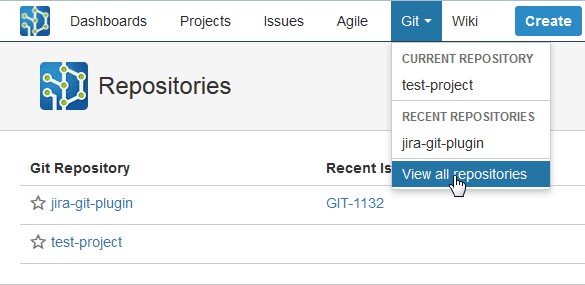 Dashboards Projects Issues Agile Git Wiki Create
CURRENT REPOSITORY
test-project
RECENT REPOSITORIES
jira-git-plugin
View all repositories
Repositories
Git Repository Recent Is
jira-git-plugin GIT-1132
test-project